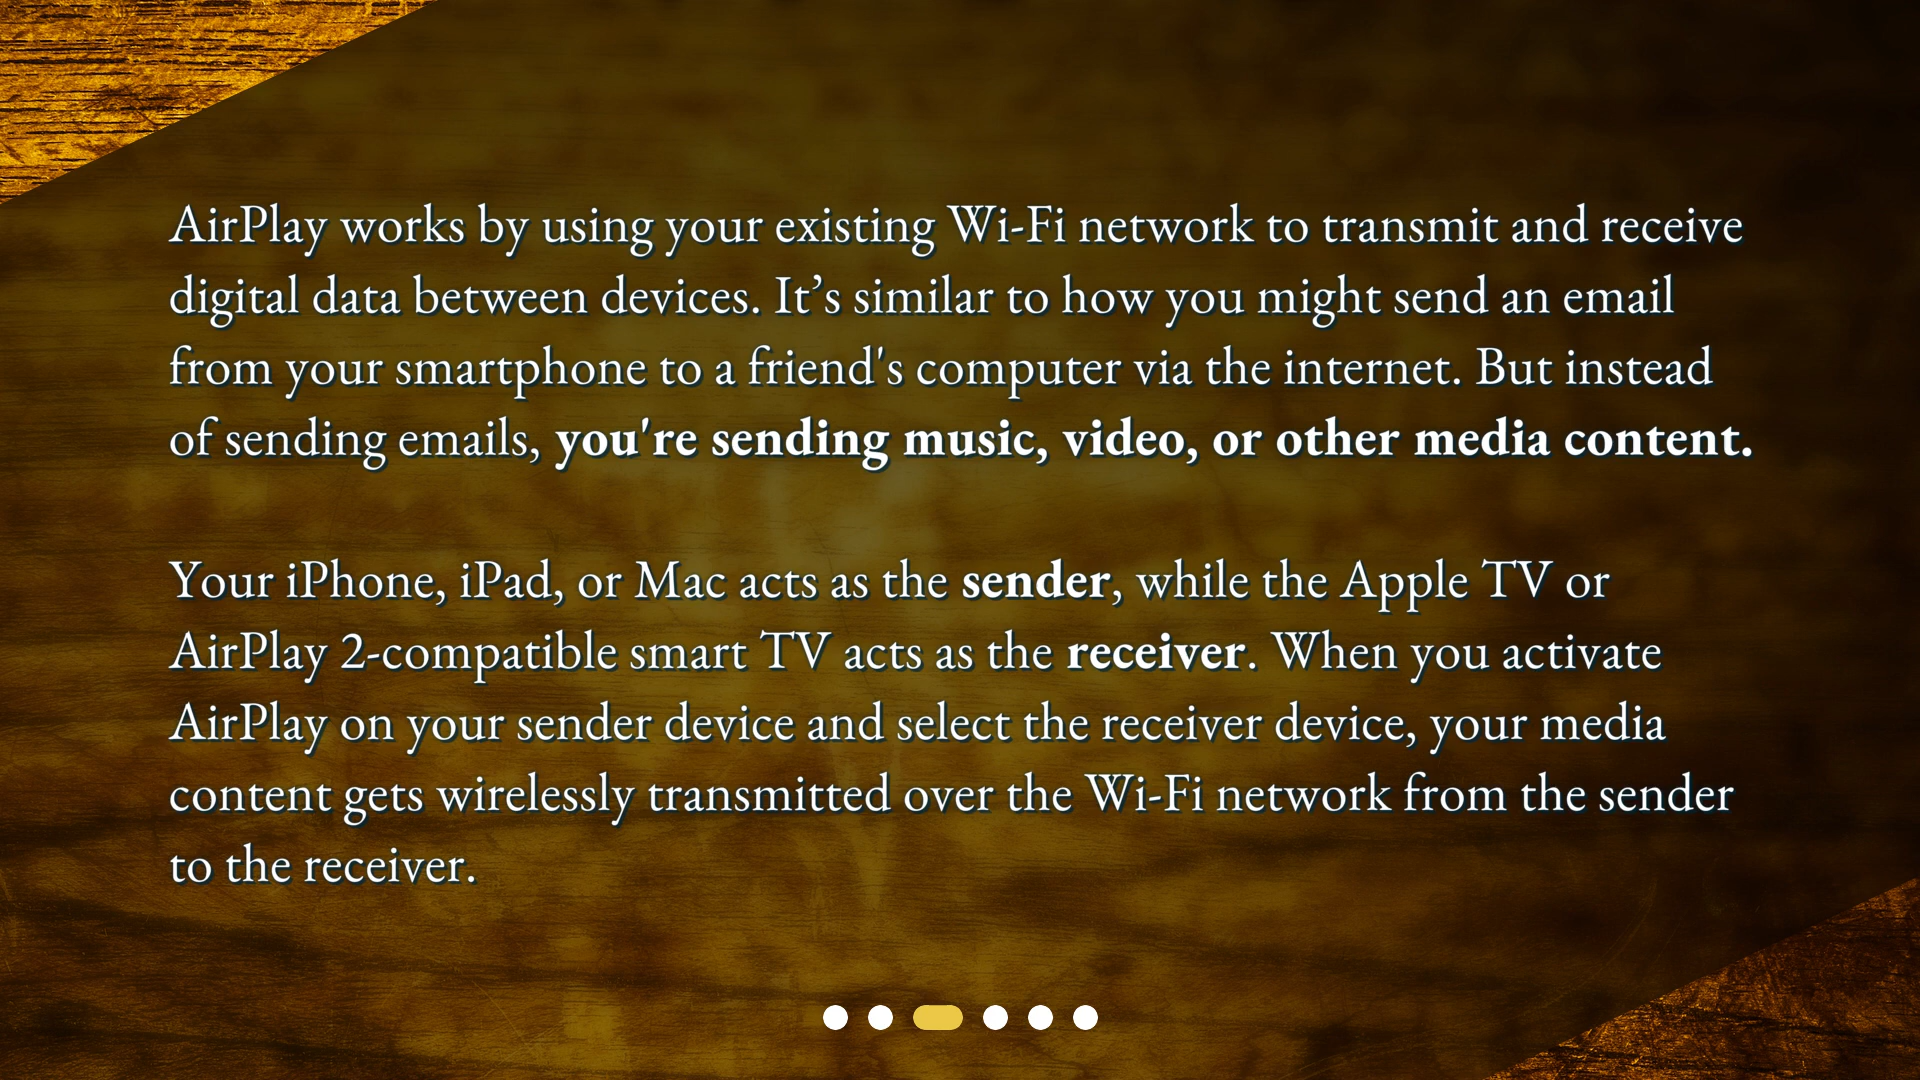 AirPlay works by using your existing Wi-Fi network to transmit and receive
digital data between devices. It’s similar to how you might send an email
from your smartphone to a friend's computer via the internet. But instead
of sending emails, you're sending music, video, or other media content.
Your iPhone, iPad, or Mac acts as the sender, while the Apple TV or
AirPlay 2-compatible smart TV acts as the receiver. When you activate
AirPlay on your sender device and select the receiver device, your media
content gets wirelessly transmitted over the Wi-Fi network from the sender
to the receiver.